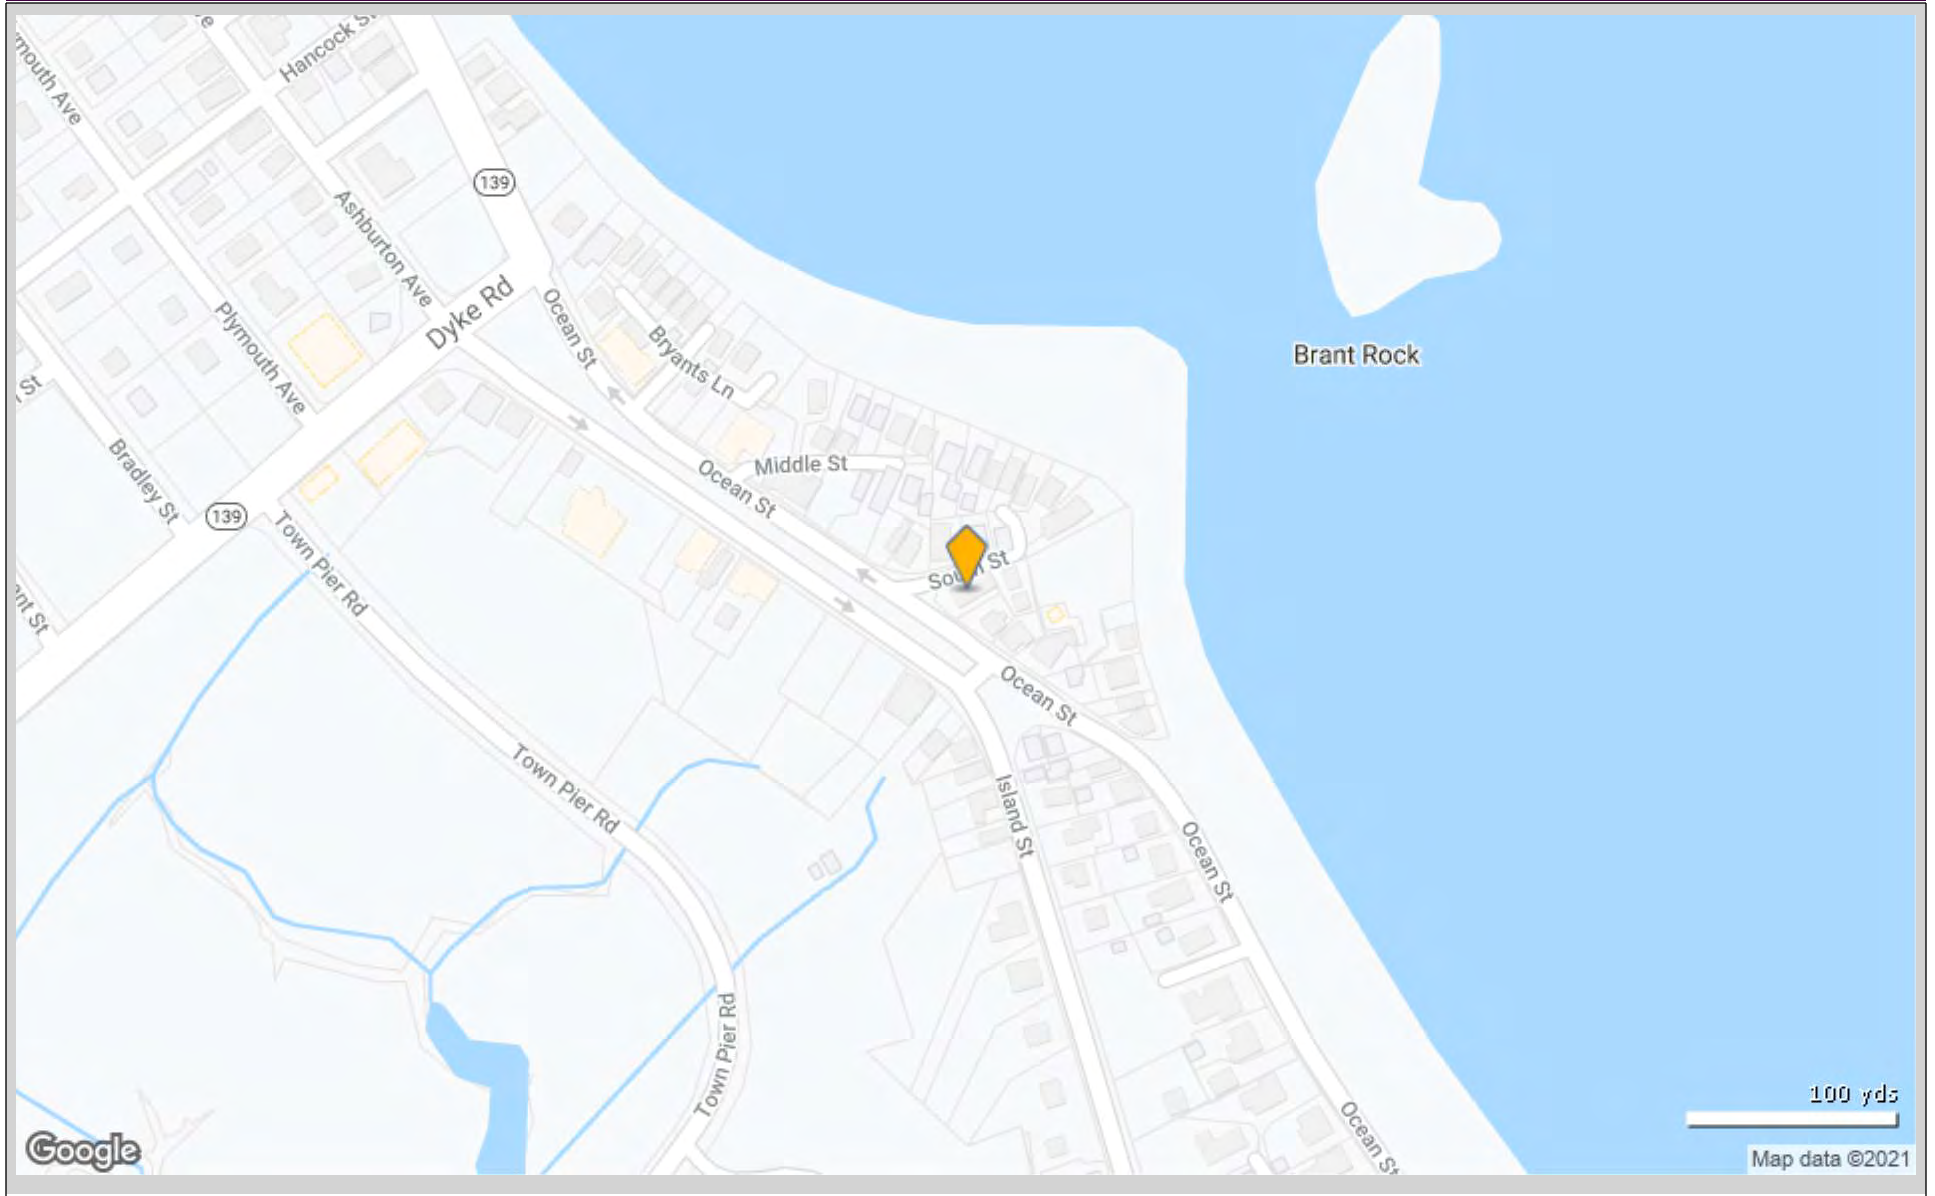 Hancock St
139
Ashburton Ave
Dyke Rd
Ocean St
Plymouth Ave
Bryants Ln
Brant Rock
Bradley St
Middle St
Ocean St
139
Town Pier Rd
South St
Ocean St
Town Pier Rd
Island St
Ocean St
Town Pier Rd
Ocean St
100 yds
Google
Map data ©2021